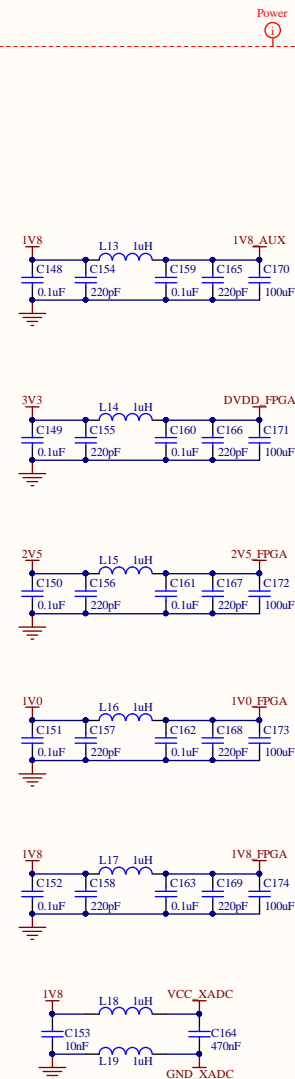 Power
i
1V8 L13 1uH 1V8_AUX
C148 C154 C159 C165 C170
0.1uF 220pF 0.1uF 220pF 100uF
3V3 L14 1uH DVDD_FPGA
C149 C155 C160 C166 C171
0.1uF 220pF 0.1uF 220pF 100uF
2V5 L15 1uH 2V5_FPGA
C150 C156 C161 C167 C172
0.1uF 220pF 0.1uF 220pF 100uF
1V0 L16 1uH 1V0_FPGA
C151 C157 C162 C168 C173
0.1uF 220pF 0.1uF 220pF 100uF
1V8 L17 1uH 1V8_FPGA
C152 C158 C163 C169 C174
0.1uF 220pF 0.1uF 220pF 100uF
1V8 L18 1uH VCC_XADC
C153 C164
10nF L19 1uH 470nF
GND_XADC